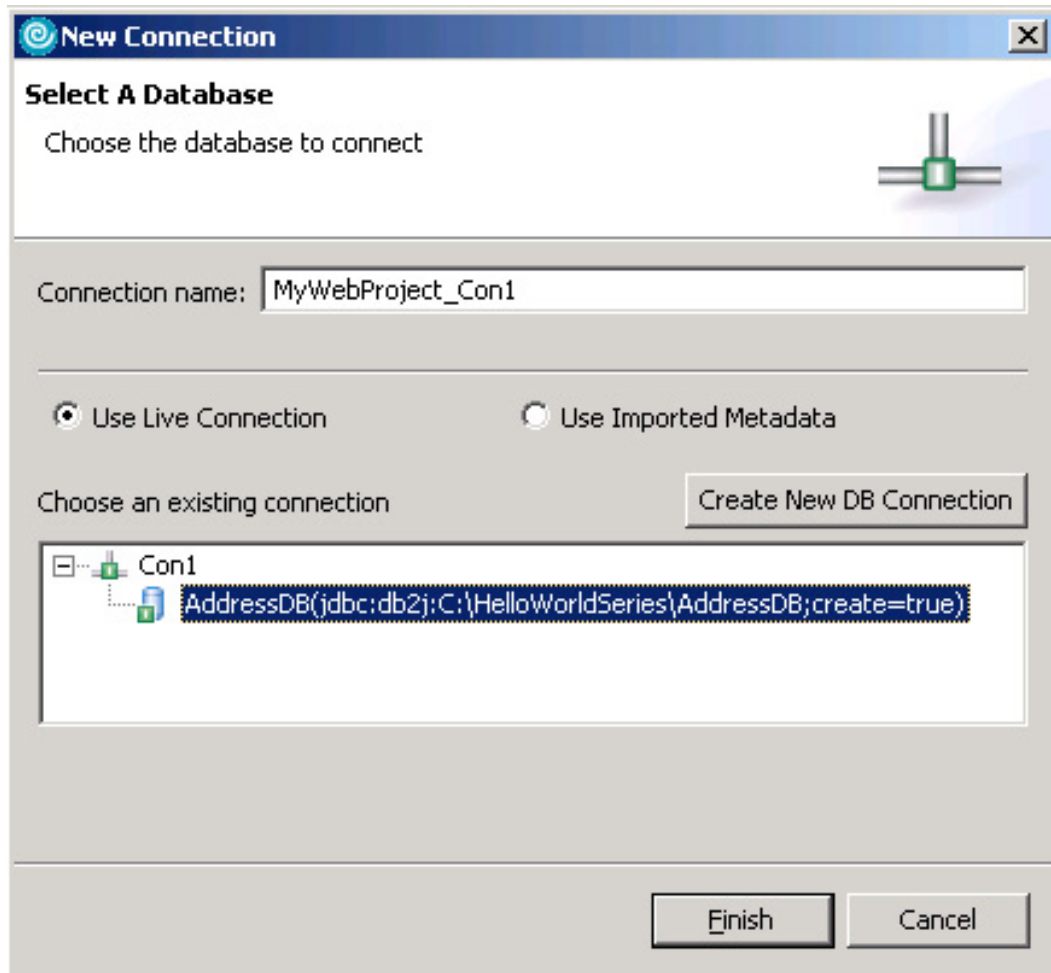 New Connection
Select A Database
Choose the database to connect
Connection name: MyWebProject_Con1
Use Live Connection Use Imported Metadata
Choose an existing connection Create New DB Connection
Con1
AddressDB(jdbc:db2j:C:\HelloWorldSeries\AddressDB;create=true)
Finish Cancel